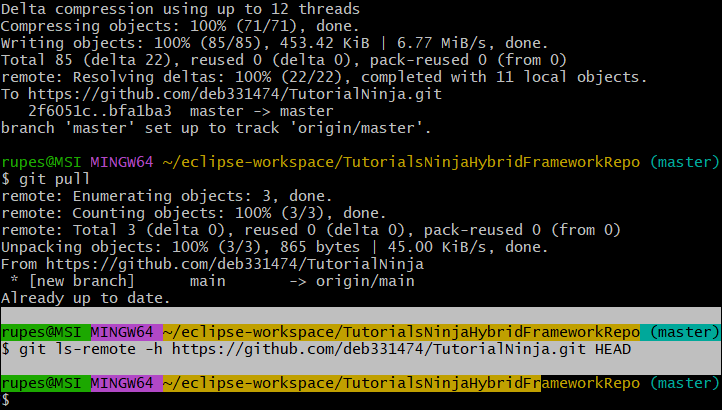 Delta compression using up to 12 threads
Compressing objects: 100% (71/71), done.
Writing objects: 100% (85/85), 453.42 KiB | 6.77 MiB/s, done.
Total 85 (delta 22), reused 0 (delta 0), pack-reused 0 (from 0)
remote: Resolving deltas: 100% (22/22), completed with 11 local objects.
To https://github.com/deb331474/TutorialNinja.git
   2f6051c..bfa1ba3  master -> master
branch 'master' set up to track 'origin/master'.
rupes@MSI MINGW64 ~/eclipse-workspace/TutorialsNinjaHybridFrameworkRepo (master)
$ git pull
remote: Enumerating objects: 3, done.
remote: Counting objects: 100% (3/3), done.
remote: Total 3 (delta 0), reused 0 (delta 0), pack-reused 0 (from 0)
Unpacking objects: 100% (3/3), 865 bytes | 45.00 KiB/s, done.
From https://github.com/deb331474/TutorialNinja
 * [new branch]      main       -> origin/main
Already up to date.
rupes@MSI MINGW64 ~/eclipse-workspace/TutorialsNinjaHybridFrameworkRepo (master)
$ git ls-remote -h https://github.com/deb331474/TutorialNinja.git HEAD
rupes@MSI MINGW64 ~/eclipse-workspace/TutorialsNinjaHybridFrameworkRepo (master)
$